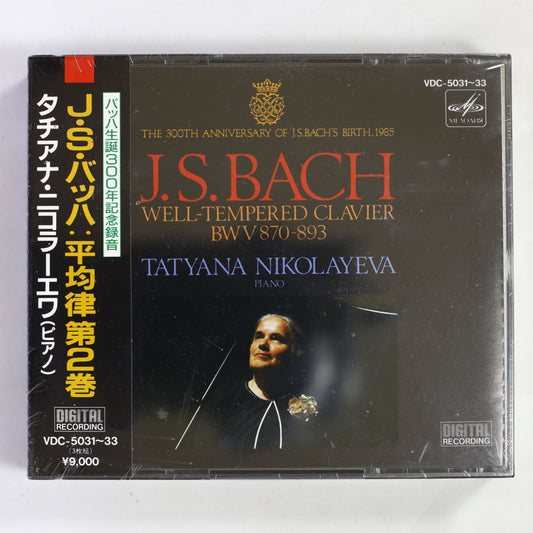 バッハ生誕300年記念録音
J・S・バッハ：平均律 第2巻
タチアナ・ニコラーエワ(ピアノ)
DIGITAL
RECORDING
VDC-5031~33
(3枚組)
¥9,000
VDC-5031~33
МЕЛОДИЯ
THE 300TH ANNIVERSARY OF J.S.BACH'S BIRTH.1985
J.S.BACH
WELL-TEMPERED CLAVIER
BWV 870-893
TATYANA NIKOLAYEVA
PIANO
DIGITAL
RECORDING